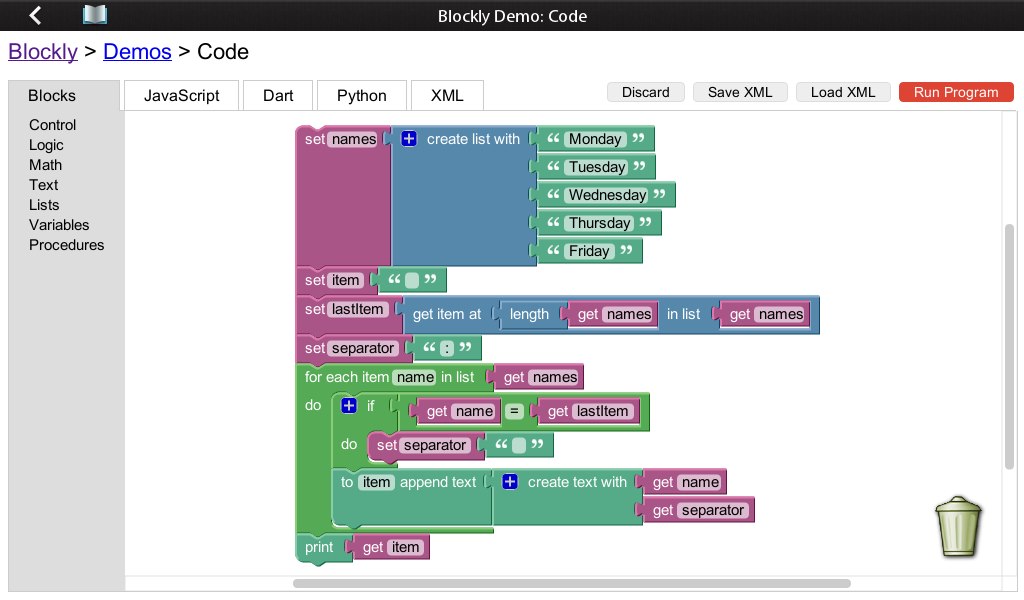 Blockly Demo: Code
Blockly > Demos > Code
Blocks JavaScript Dart Python XML Discard Save XML Load XML Run Program
Control
Logic
Math
Text
Lists
Variables
Procedures
set names create list with “ Monday ”
“ Tuesday ”
“ Wednesday ”
“ Thursday ”
“ Friday ”
set item “ ”
set lastItem get item at length get names in list get names
set separator “ : ”
for each item name in list get names
do if get name = get lastItem
do set separator “ ”
to item append text create text with get name
get separator
print get item